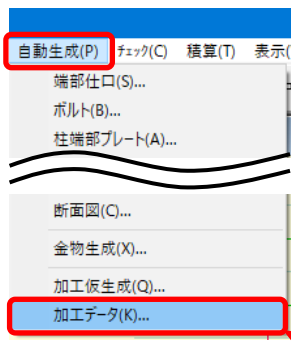 自動生成(P) ﾁｪｯｸ(C) 積算(T) 表示(
端部仕口(S)...
ボルト(B)...
柱端部プレート(A)...
断面図(C)...
金物生成(X)...
加工仮生成(Q)...
加工データ(K)...